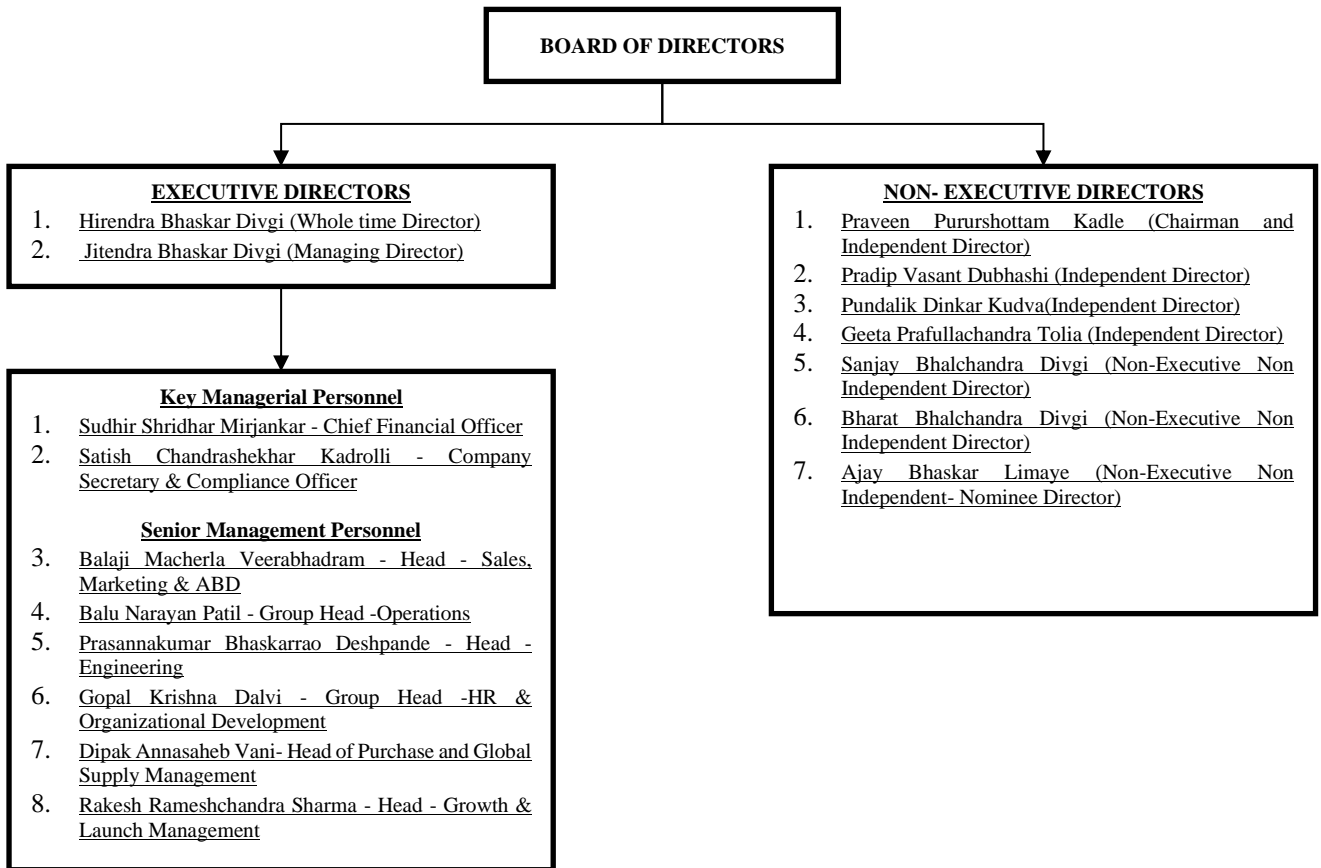 BOARD OF DIRECTORS
EXECUTIVE DIRECTORS
1. Hirendra Bhaskar Divgi (Whole time Director)
2. Jitendra Bhaskar Divgi (Managing Director)
Key Managerial Personnel
1. Sudhir Shridhar Mirjankar - Chief Financial Officer
2. Satish Chandrashekhar Kadrolli - Company
Secretary & Compliance Officer
Senior Management Personnel
3. Balaji Macherla Veerabhadram - Head - Sales,
Marketing & ABD
4. Balu Narayan Patil - Group Head -Operations
5. Prasannakumar Bhaskarrao Deshpande - Head -
Engineering
6. Gopal Krishna Dalvi - Group Head -HR &
Organizational Development
7. Dipak Annasaheb Vani- Head of Purchase and Global
Supply Management
8. Rakesh Rameshchandra Sharma - Head - Growth &
Launch Management
NON- EXECUTIVE DIRECTORS
1. Praveen Pururshottam Kadle (Chairman and
Independent Director)
2. Pradip Vasant Dubhashi (Independent Director)
3. Pundalik Dinkar Kudva(Independent Director)
4. Geeta Prafullachandra Tolia (Independent Director)
5. Sanjay Bhalchandra Divgi (Non-Executive Non
Independent Director)
6. Bharat Bhalchandra Divgi (Non-Executive Non
Independent Director)
7. Ajay Bhaskar Limaye (Non-Executive Non
Independent- Nominee Director)